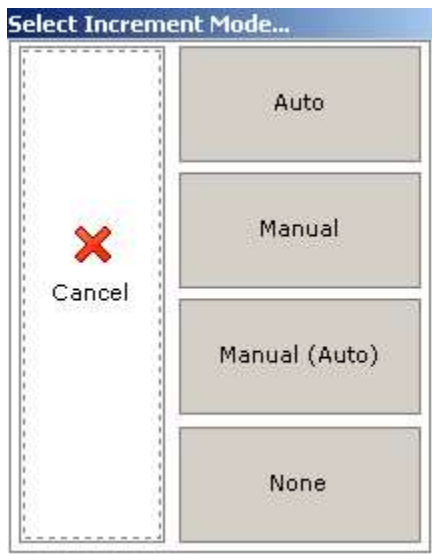 Select Increment Mode...
Auto
Manual
Cancel
Manual (Auto)
None